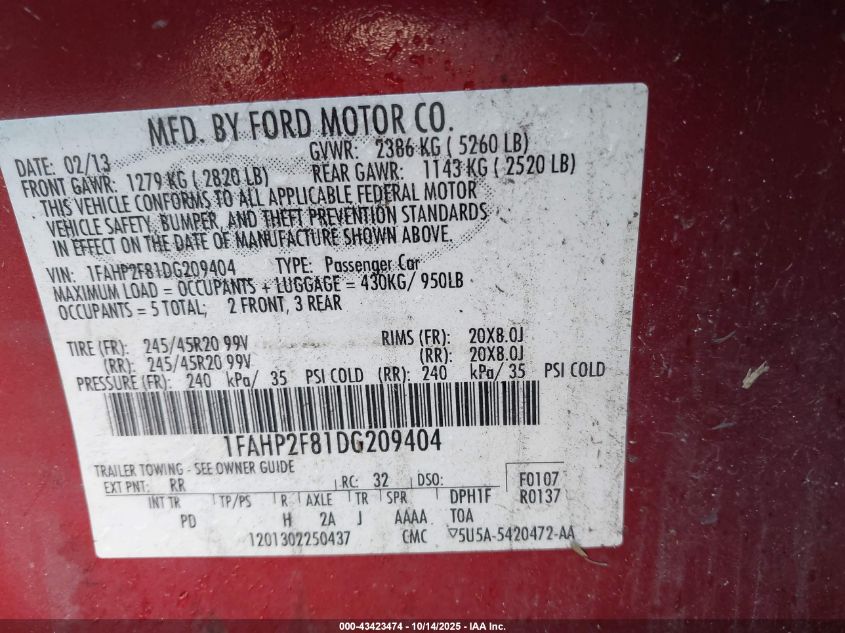 MFD. BY FORD MOTOR CO.
DATE: 02/13 GVWR: 2386 KG ( 5260 LB)
FRONT GAWR: 1279 KG ( 2820 LB) REAR GAWR: 1143 KG ( 2520 LB)
THIS VEHICLE CONFORMS TO ALL APPLICABLE FEDERAL MOTOR
VEHICLE SAFETY, BUMPER, AND THEFT PREVENTION STANDARDS
IN EFFECT ON THE DATE OF MANUFACTURE SHOWN ABOVE.
VIN: 1FAHP2F81DG209404 TYPE: Passenger Car
MAXIMUM LOAD = OCCUPANTS + LUGGAGE = 430KG/ 950LB
OCCUPANTS = 5 TOTAL; 2 FRONT, 3 REAR
TIRE (FR): 245/45R20 99V RIMS (FR): 20X8.0J
(RR): 245/45R20 99V (RR): 20X8.0J
PRESSURE (FR): 240 kPa/ 35 PSI COLD (RR): 240 kPa/ 35 PSI COLD
1FAHP2F81DG209404
TRAILER TOWING - SEE OWNER GUIDE
EXT PNT: RR RC: 32 DSO: F0107
INT TR TP/PS R AXLE TR SPR DPH1F R0137
PD H 2A J AAAA TOA
1201302250437 CMC ▽5U5A-5420472-AA
000-43423474 | 10/14/2025 | IAA Inc.